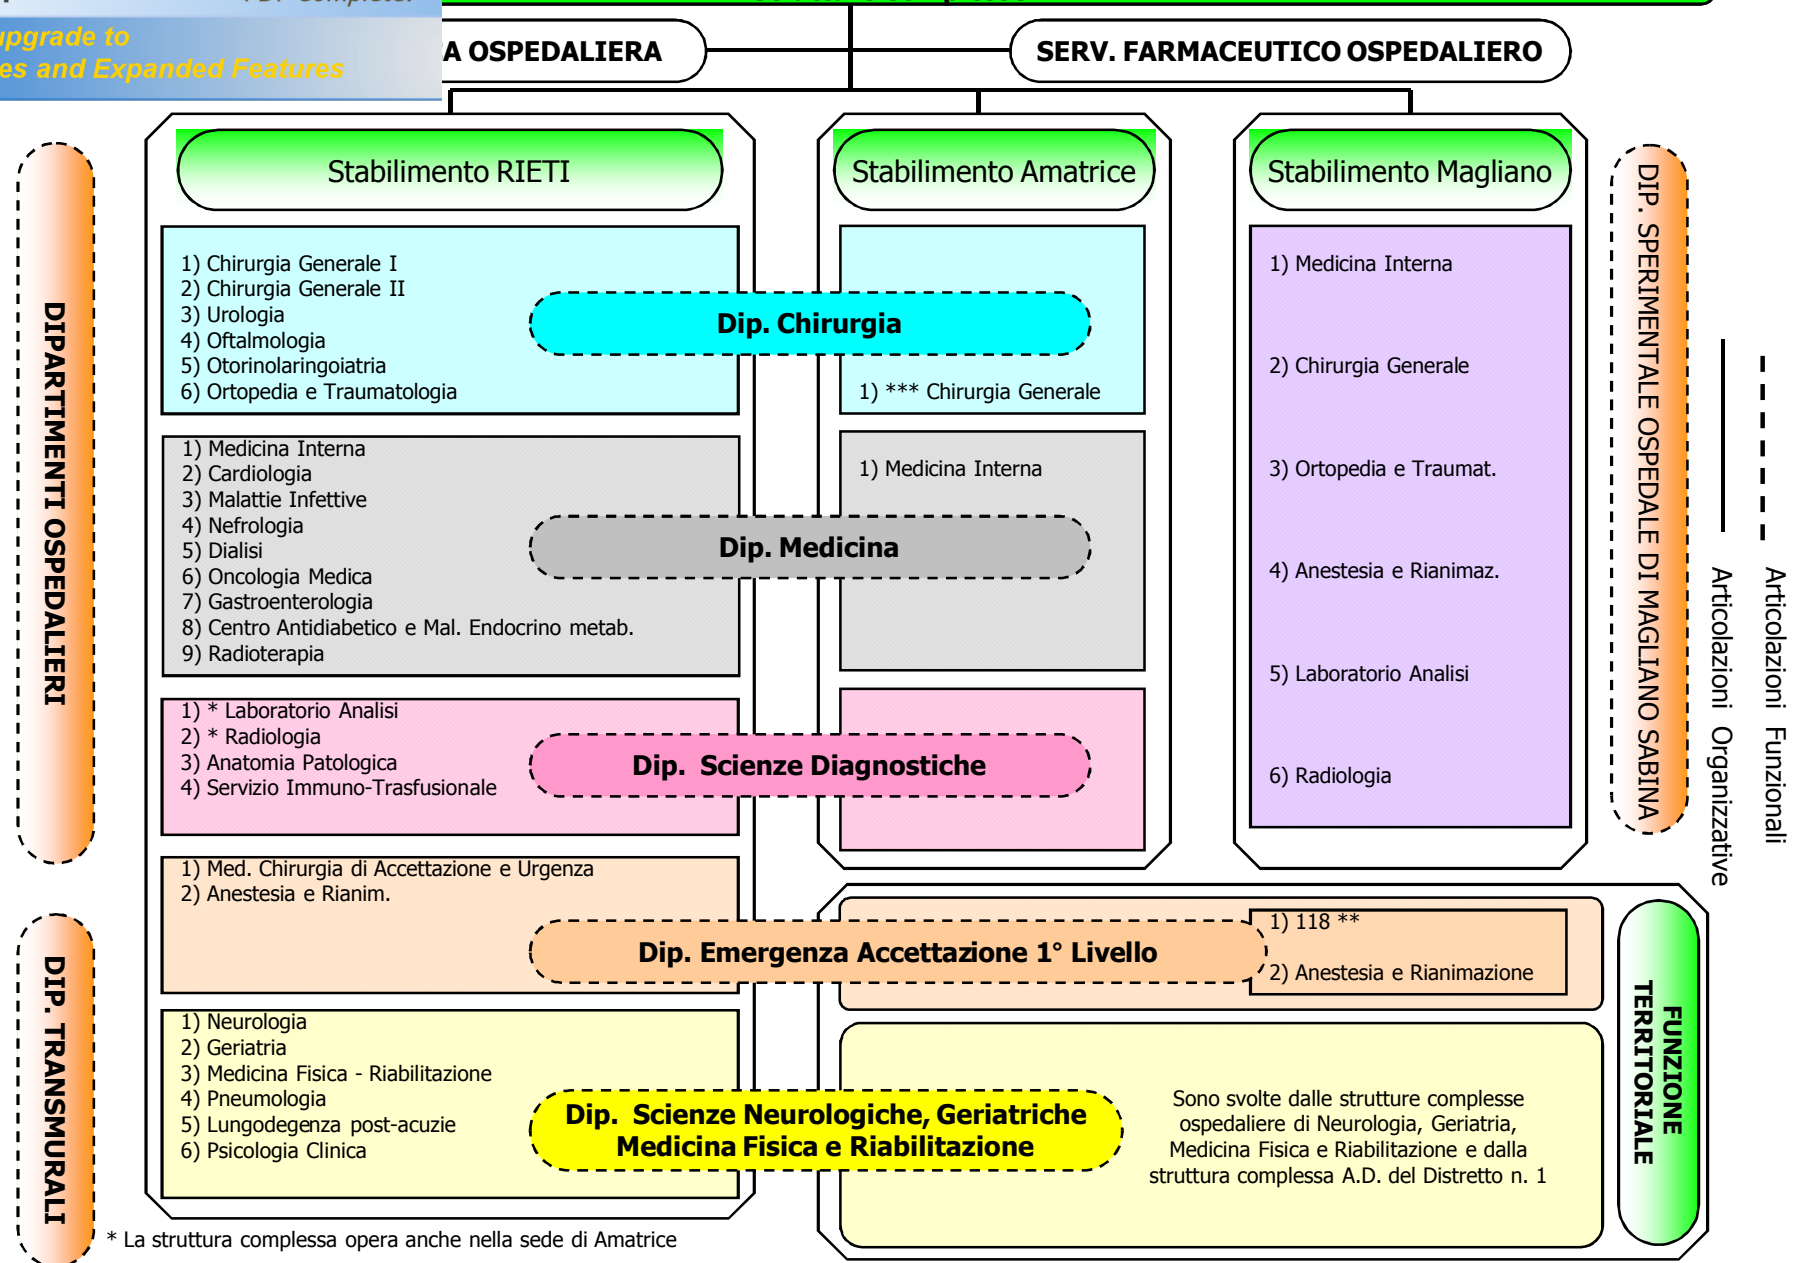 upgrade to
and Expanded Features
OSPEDALIERA
SERV. FARMACEUTICO OSPEDALIERO
Stabilimento RIETI
Stabilimento Amatrice
Stabilimento Magliano
DIPARTIMENTI OSPEDALIERI
1) Chirurgia Generale I
2) Chirurgia Generale II
3) Urologia
4) Oftalmologia
5) Otorinolaringoiatria
6) Ortopedia e Traumatologia
Dip. Chirurgia
1) *** Chirurgia Generale
1) Medicina Interna
2) Cardiologia
3) Malattie Infettive
4) Nefrologia
5) Dialisi
6) Oncologia Medica
7) Gastroenterologia
8) Centro Antidiabetico e Mal. Endocrino metab.
9) Radioterapia
Dip. Medicina
1) Medicina Interna
1) * Laboratorio Analisi
2) * Radiologia
3) Anatomia Patologica
4) Servizio Immuno-Trasfusionale
Dip. Scienze Diagnostiche
1) Medicina Interna
2) Chirurgia Generale
3) Ortopedia e Traumat.
4) Anestesia e Rianimaz.
5) Laboratorio Analisi
6) Radiologia
DIP. SPERIMENTALE OSPEDALE DI MAGLIANO SABINA
Articolazioni Organizzative
Articolazioni Funzionali
DIP. TRANSMURALI
1) Med. Chirurgia di Accettazione e Urgenza
2) Anestesia e Rianim.
Dip. Emergenza Accettazione 1° Livello
1) 118 **
2) Anestesia e Rianimazione
1) Neurologia
2) Geriatria
3) Medicina Fisica - Riabilitazione
4) Pneumologia
5) Lungodegenza post-acuzie
6) Psicologia Clinica
Dip. Scienze Neurologiche, Geriatriche
Medicina Fisica e Riabilitazione
Sono svolte dalle strutture complesse
ospedaliere di Neurologia, Geriatria,
Medicina Fisica e Riabilitazione e dalla
struttura complessa A.D. del Distretto n. 1
FUNZIONE
TERRITORIALE
* La struttura complessa opera anche nella sede di Amatrice